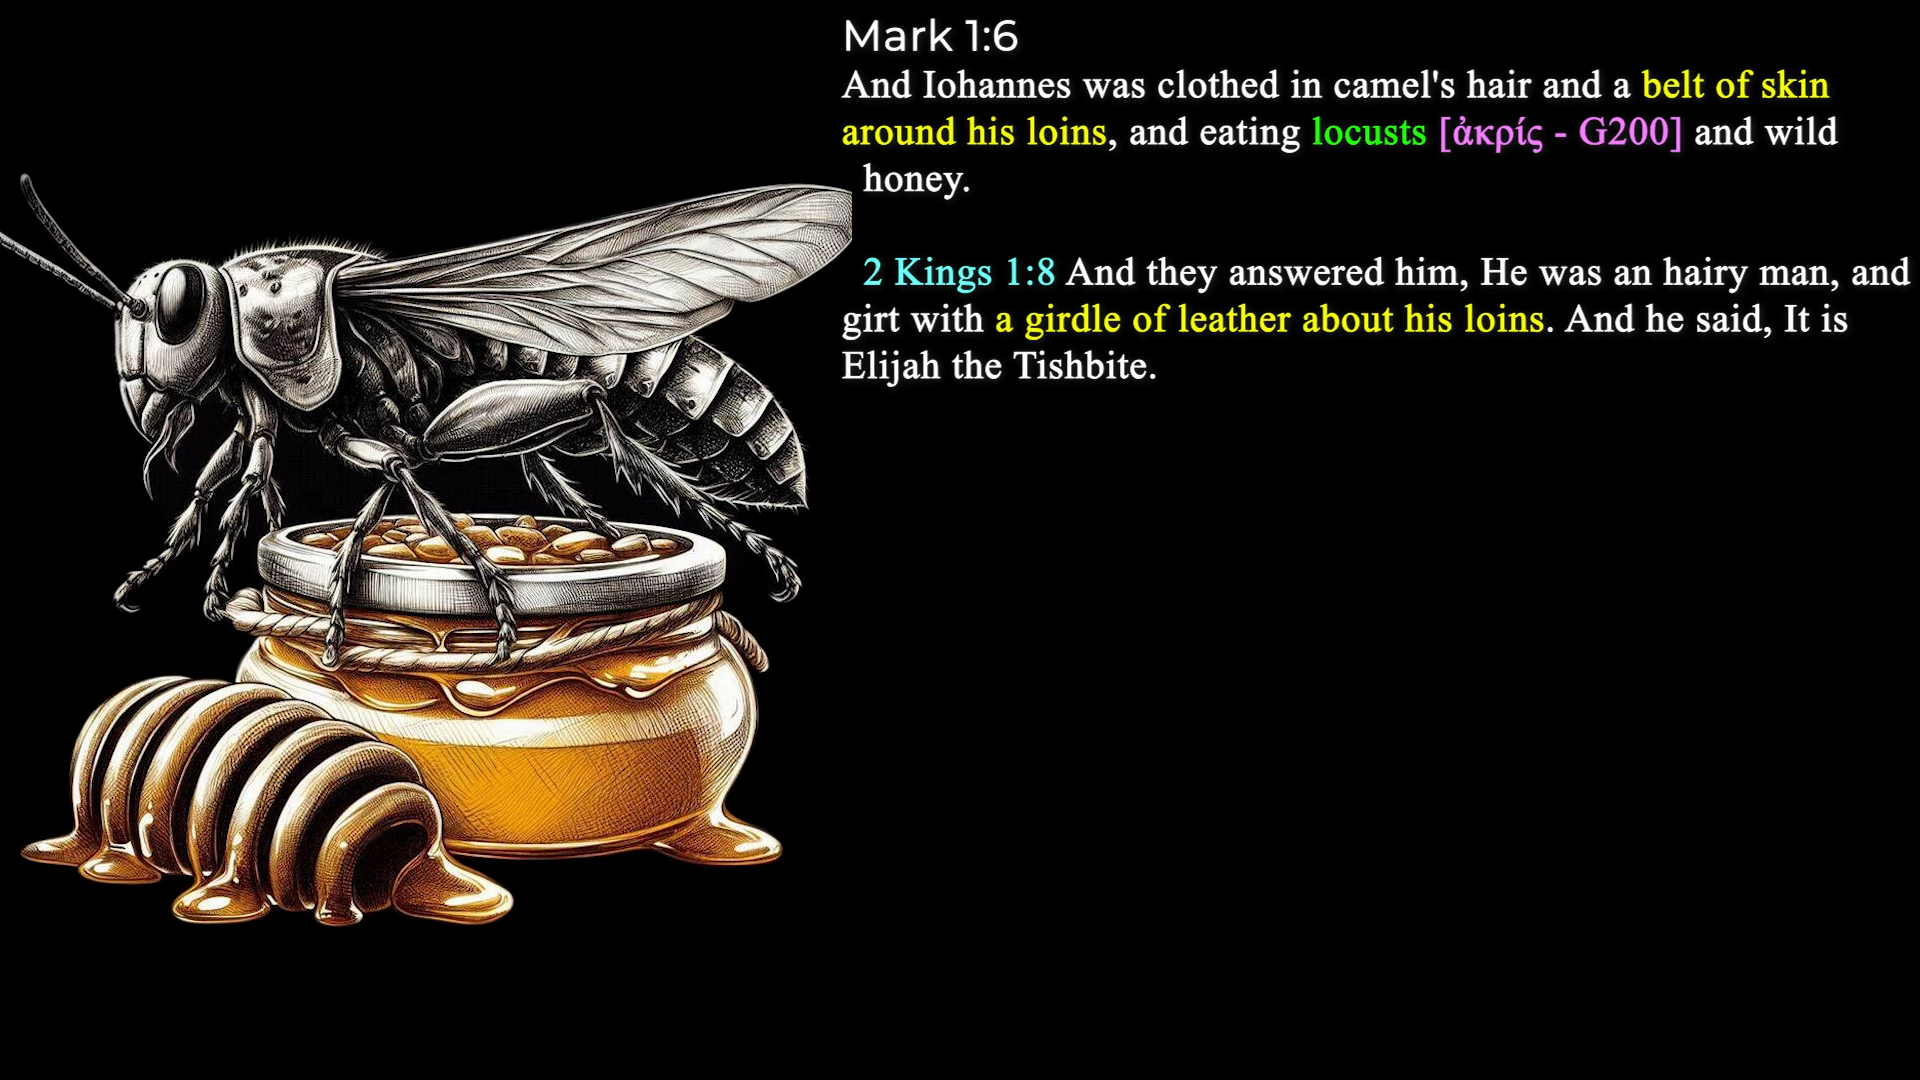 Mark 1:6
And Iohannes was clothed in camel's hair and a belt of skin
around his loins, and eating locusts [ἀκρίς - G200] and wild
honey.
2 Kings 1:8 And they answered him, He was an hairy man, and
girt with a girdle of leather about his loins. And he said, It is
Elijah the Tishbite.